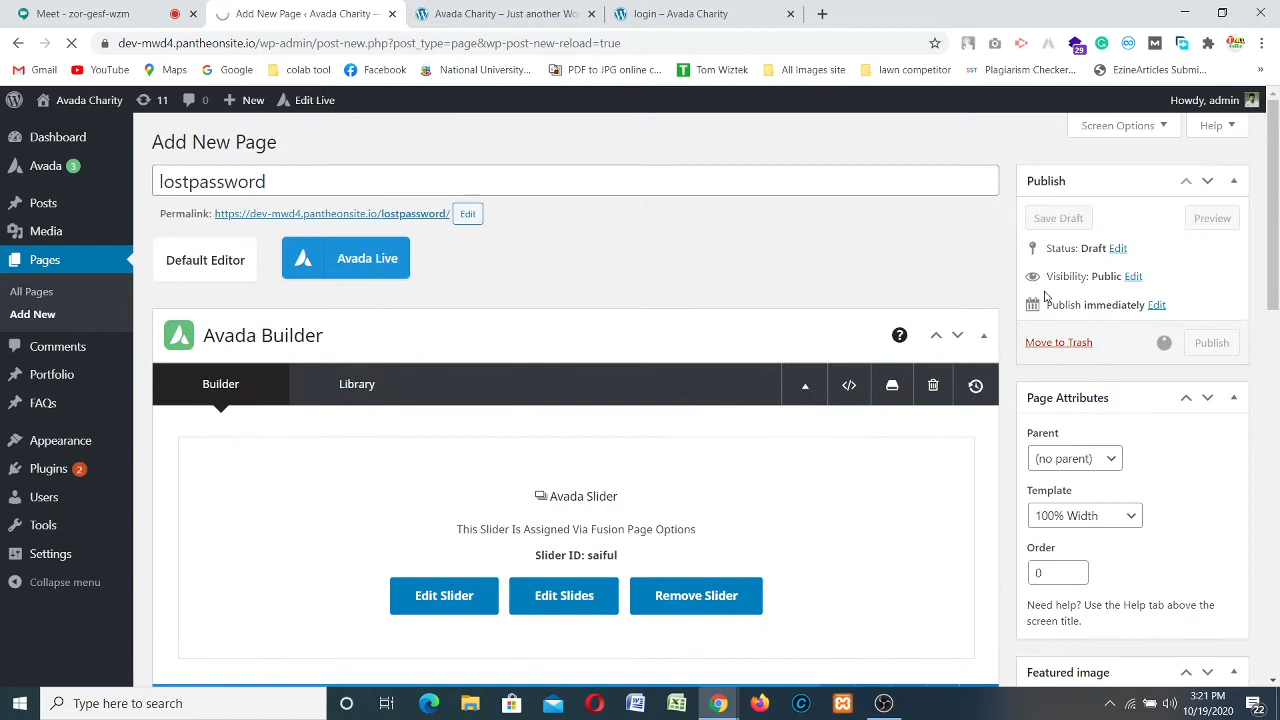 Meet - zor-gesf-wzm
Add New Page ‹ Avada Charity —
Avada Charity – Just another Wo
login – Avada Charity
dev-mwd4.pantheonsite.io/wp-admin/post-new.php?post_type=page&wp-post-new-reload=true
29
Gmail
YouTube
Maps
Google
colab tool
Facebook
National University...
PDF to JPG online c...
Tom Wiztek
All Images site
lawn competitor
Plagiarism Checker...
EzineArticles Submi...
Avada Charity
11
0
New
Edit Live
Howdy, admin
Dashboard
Avada 3
Posts
Media
Pages
All Pages
Add New
Comments
Portfolio
FAQs
Appearance
Plugins 2
Users
Tools
Settings
Collapse menu
Screen Options
Help
Add New Page
lostpassword
Permalink: https://dev-mwd4.pantheonsite.io/lostpassword/ Edit
Default Editor
Avada Live
Avada Builder
Builder
Library
Avada Slider
This Slider Is Assigned Via Fusion Page Options
Slider ID: saiful
Edit Slider
Edit Slides
Remove Slider
Publish
Save Draft
Preview
Status: Draft Edit
Visibility: Public Edit
Publish immediately Edit
Move to Trash
Publish
Page Attributes
Parent
(no parent)
Template
100% Width
Order
0
Need help? Use the Help tab above the
screen title.
Featured image
Type here to search
3:21 PM
10/19/2020
22